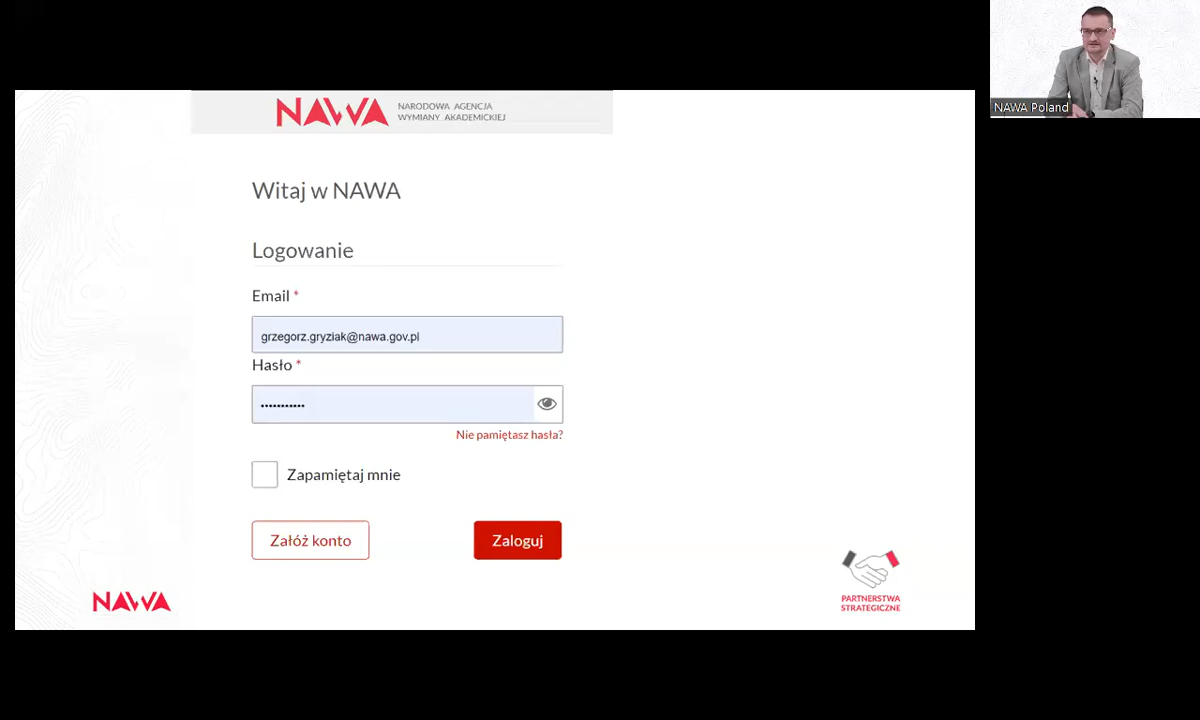 NAWA
NARODOWA AGENCJA
WYMIANY AKADEMICKIEJ
Witaj w NAWA
Logowanie
Email *
grzegorz.gryziak@nawa.gov.pl
Hasło *
•••••••••••
Nie pamiętasz hasła?
Zapamiętaj mnie
Załóż konto
Zaloguj
NAWA
PARTNERSTWA
STRATEGICZNE
NAWA Poland